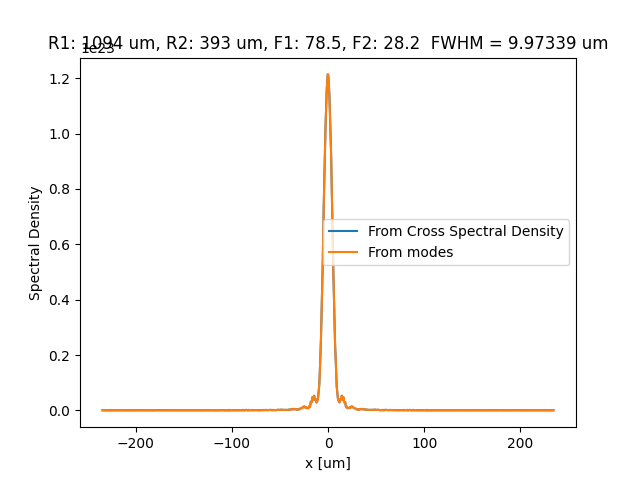 R1: 1094 um, R2: 393 um, F1: 78.5, F2: 28.2  FWHM = 9.97339 um
1e23
1.2
1.0
0.8
0.6
0.4
0.2
0.0
Spectral Density
From Cross Spectral Density
From modes
−200
−100
0
100
200
x [um]